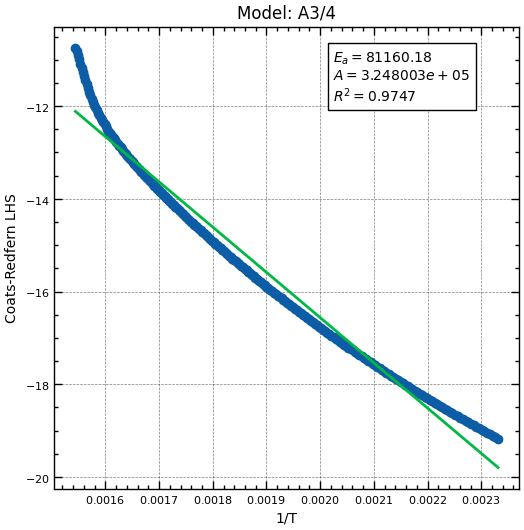 Model: A3/4
E_a = 81160.18
A = 3.248003e + 05
R² = 0.9747
Coats-Redfern LHS
−12
−14
−16
−18
−20
0.0016 0.0017 0.0018 0.0019 0.0020 0.0021 0.0022 0.0023
1/T